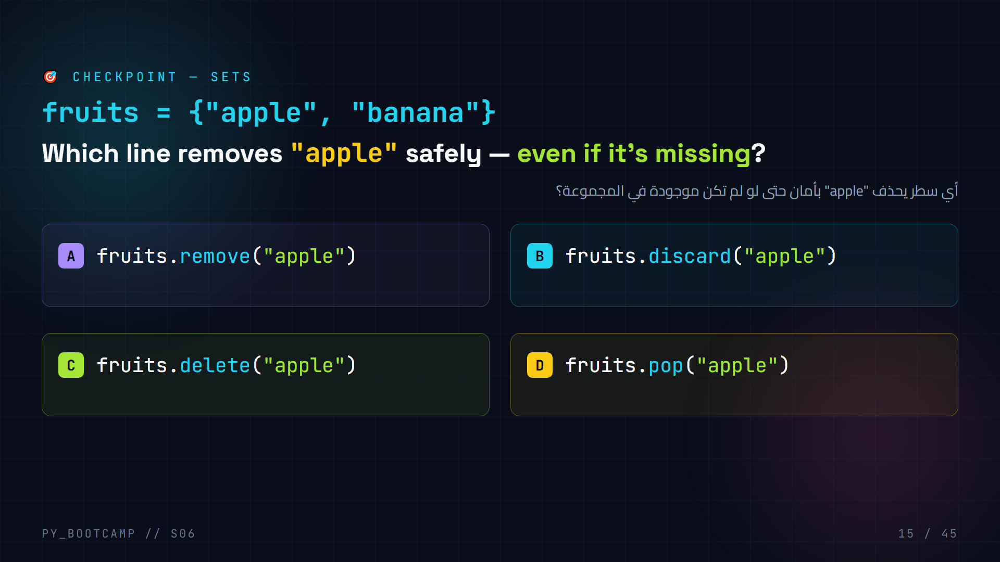 🎯 CHECKPOINT — SETS
fruits = {"apple", "banana"}
Which line removes "apple" safely — even if it's missing?
أي سطر يحذف "apple" بأمان حتى لو لم تكن موجودة في المجموعة؟
A fruits.remove("apple")
B fruits.discard("apple")
C fruits.delete("apple")
D fruits.pop("apple")
PY_BOOTCAMP // S06
15 / 45